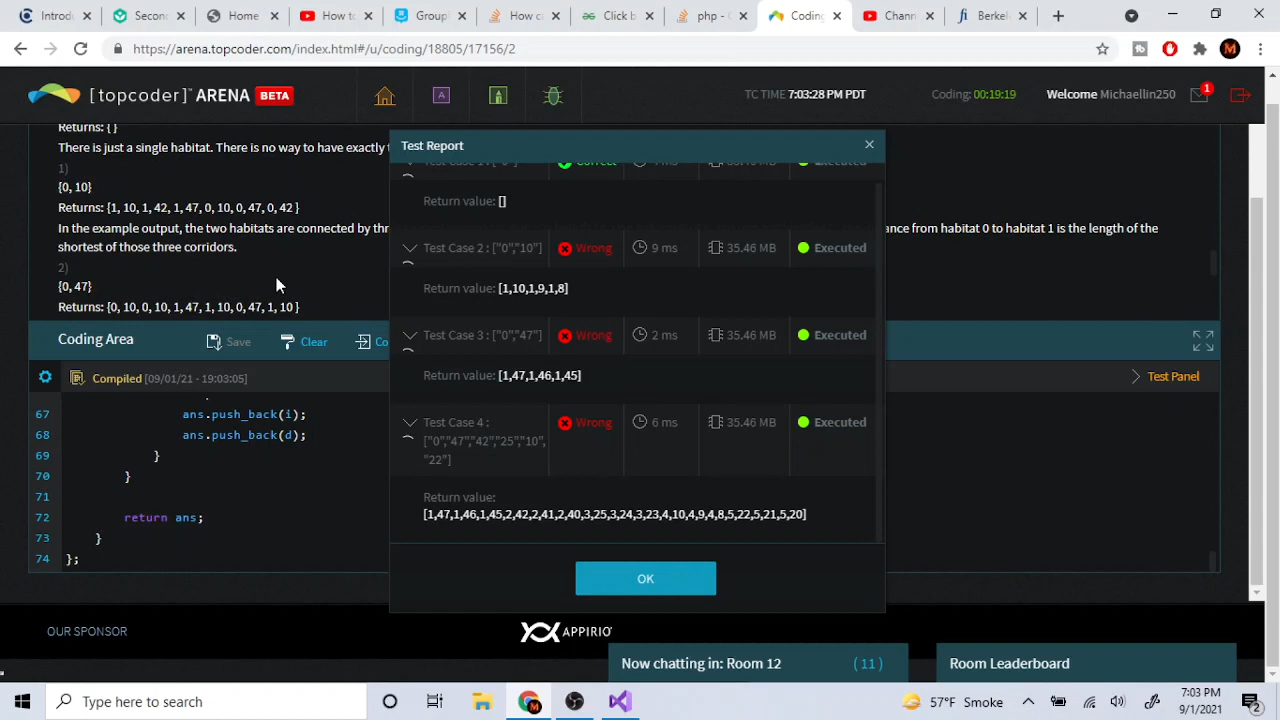 Contes
Second
Home
How to
GroupI
How ca
Click b
php - (
Coding
Chann
Berkel
https://arena.topcoder.com/index.html#/u/coding/18805/17156/2
[topcoder]™ ARENA BETA
TC TIME 7:03:28 PM PDT
Coding: 00:19:19
Welcome Michaellin250
1
Returns: { }
There is just a single habitat. There is no way to have exactly t
1)
{0, 10}
Returns: {1, 10, 1, 42, 1, 47, 0, 10, 0, 47, 0, 42 }
In the example output, the two habitats are connected by thr
ance from habitat 0 to habitat 1 is the length of the
shortest of those three corridors.
2)
{0, 47}
Returns: {0, 10, 0, 10, 1, 47, 1, 10, 0, 47, 1, 10 }
Test Report
Return value: []
Test Case 2 : ["0","10"] Wrong 9 ms 35.46 MB Executed
Return value: [1,10,1,9,1,8]
Test Case 3 : ["0","47"] Wrong 2 ms 35.46 MB Executed
Return value: [1,47,1,46,1,45]
Test Case 4 : Wrong 6 ms 35.46 MB Executed
["0","47","42","25","10",
"22"]
Return value:
[1,47,1,46,1,45,2,42,2,41,2,40,3,25,3,24,3,23,4,10,4,9,4,8,5,22,5,21,5,20]
OK
Coding Area
Save
Clear
Co
Compiled [09/01/21 - 19:03:05]
Test Panel
67 ans.push_back(i);
68 ans.push_back(d);
69 }
70 }
71
72 return ans;
73 }
74 };
OUR SPONSOR
APPIRIO
Now chatting in: Room 12 (11)
Room Leaderboard
Type here to search
57°F Smoke
7:03 PM
9/1/2021
2